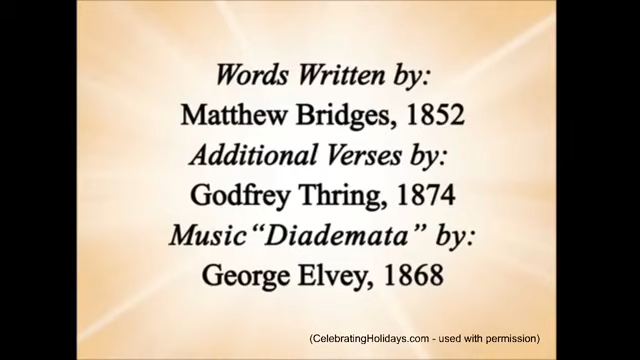 Words Written by:
Matthew Bridges, 1852
Additional Verses by:
Godfrey Thring, 1874
Music “Diademata” by:
George Elvey, 1868
(CelebratingHolidays.com - used with permission)